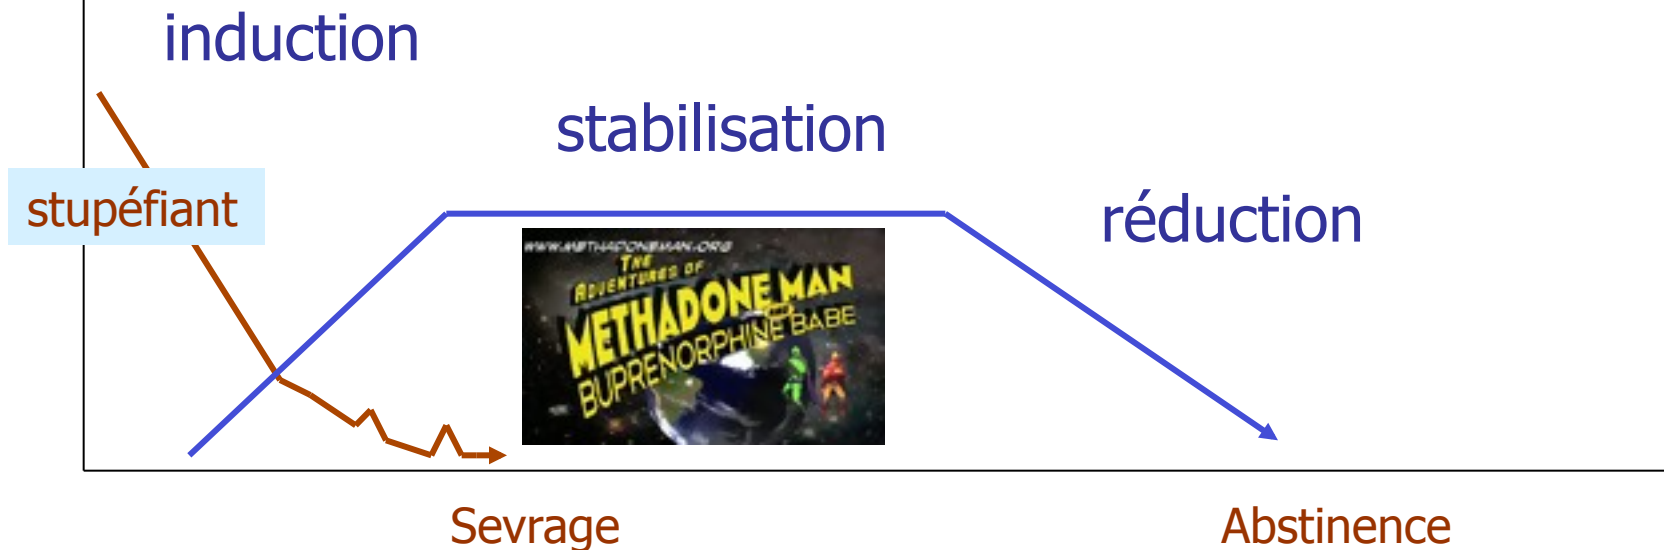 induction
stabilisation
stupéfiant
réduction
WWW.METHADONEMAN.ORG
THE
ADVENTURES OF
METHADONE MAN
BUPRENORPHINE BABE
Sevrage
Abstinence